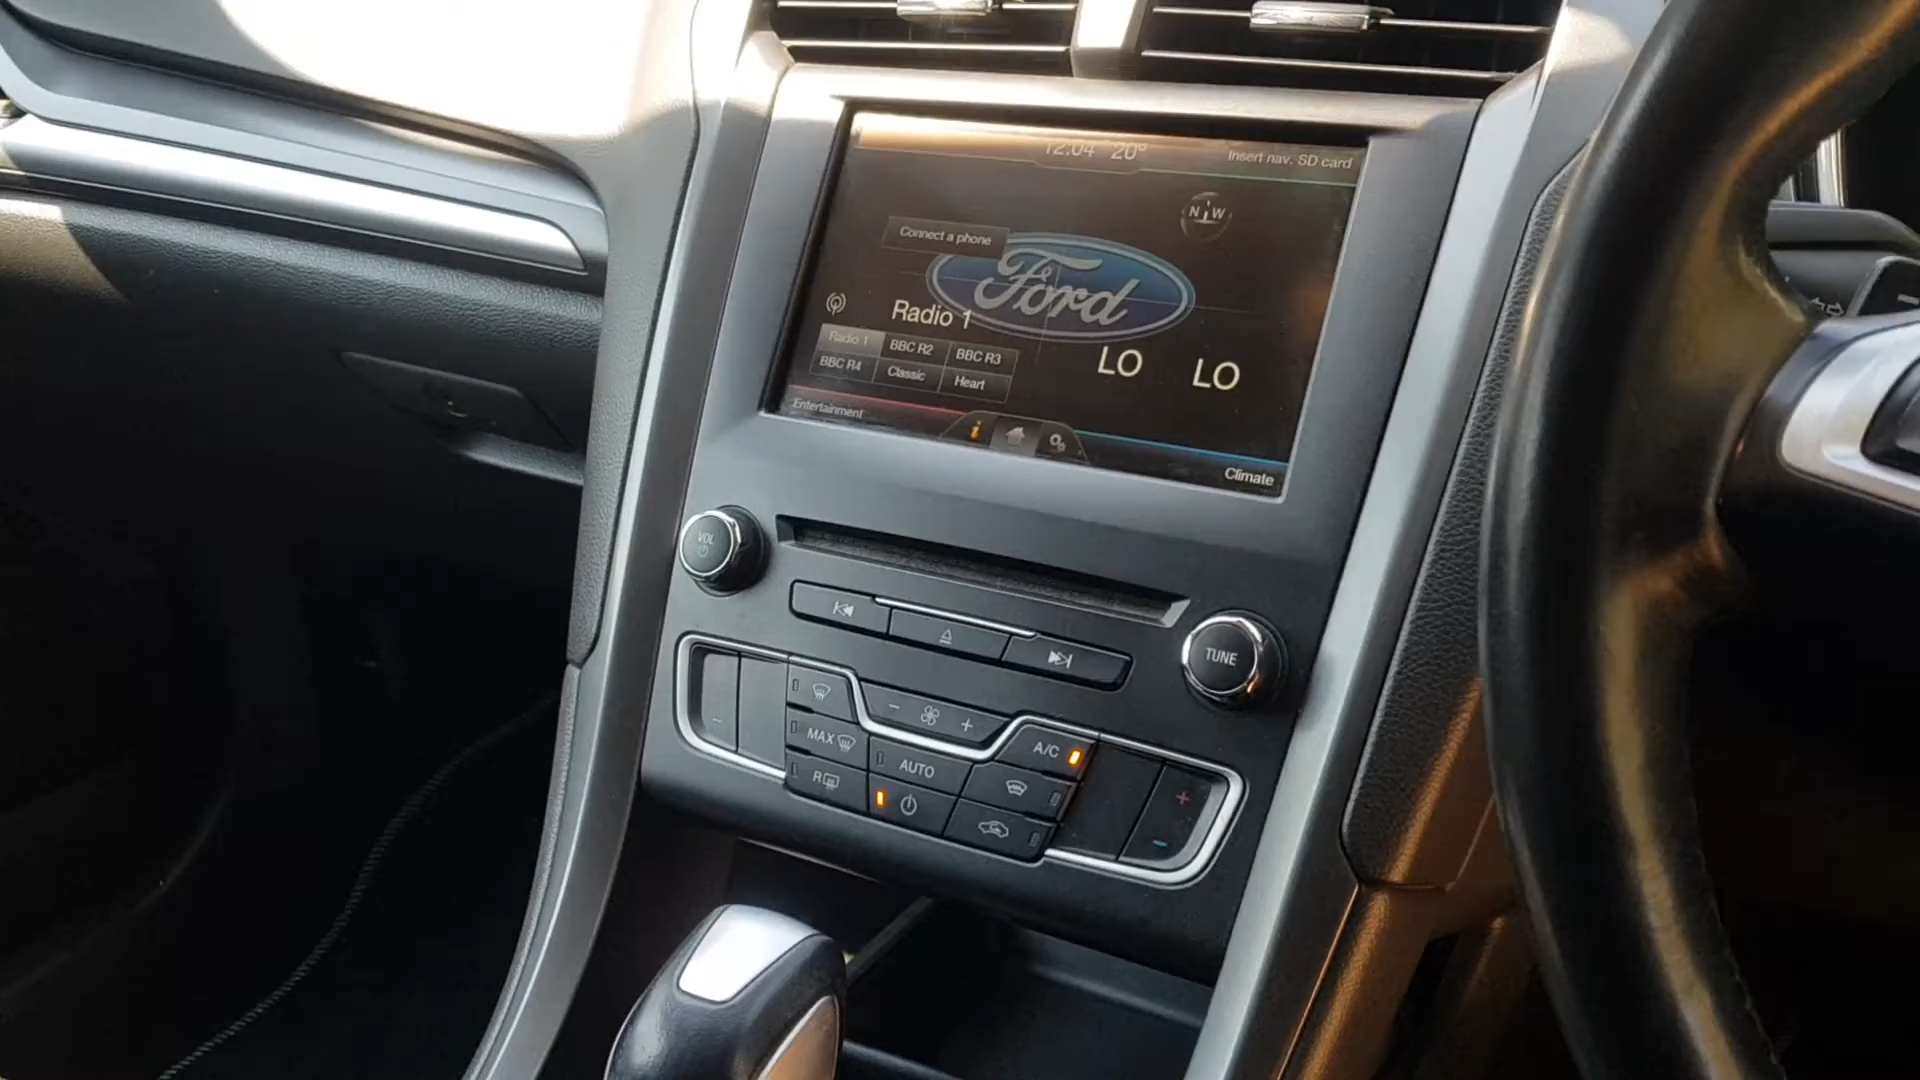 12:04 20°
Insert nav. SD card
N W
Connect a phone
Ford
Radio 1
Radio 1 BBC R2 BBC R3
BBC R4 Classic Heart
LO LO
Entertainment
i
Climate
VOL
TUNE
- +
MAX
A/C
AUTO
R
- + -